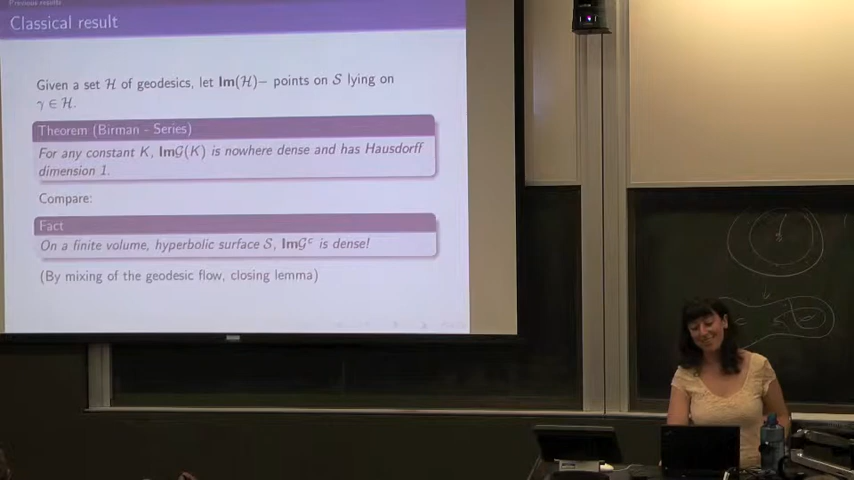 Previous results
Classical result
Given a set ℋ of geodesics, let Im(ℋ)− points on 𝒮 lying on
γ ∈ ℋ.
Theorem (Birman - Series)
For any constant K, Im𝒢(K) is nowhere dense and has Hausdorff
dimension 1.
Compare:
Fact
On a finite volume, hyperbolic surface 𝒮, Im𝒢ᶜ is dense!
(By mixing of the geodesic flow, closing lemma)